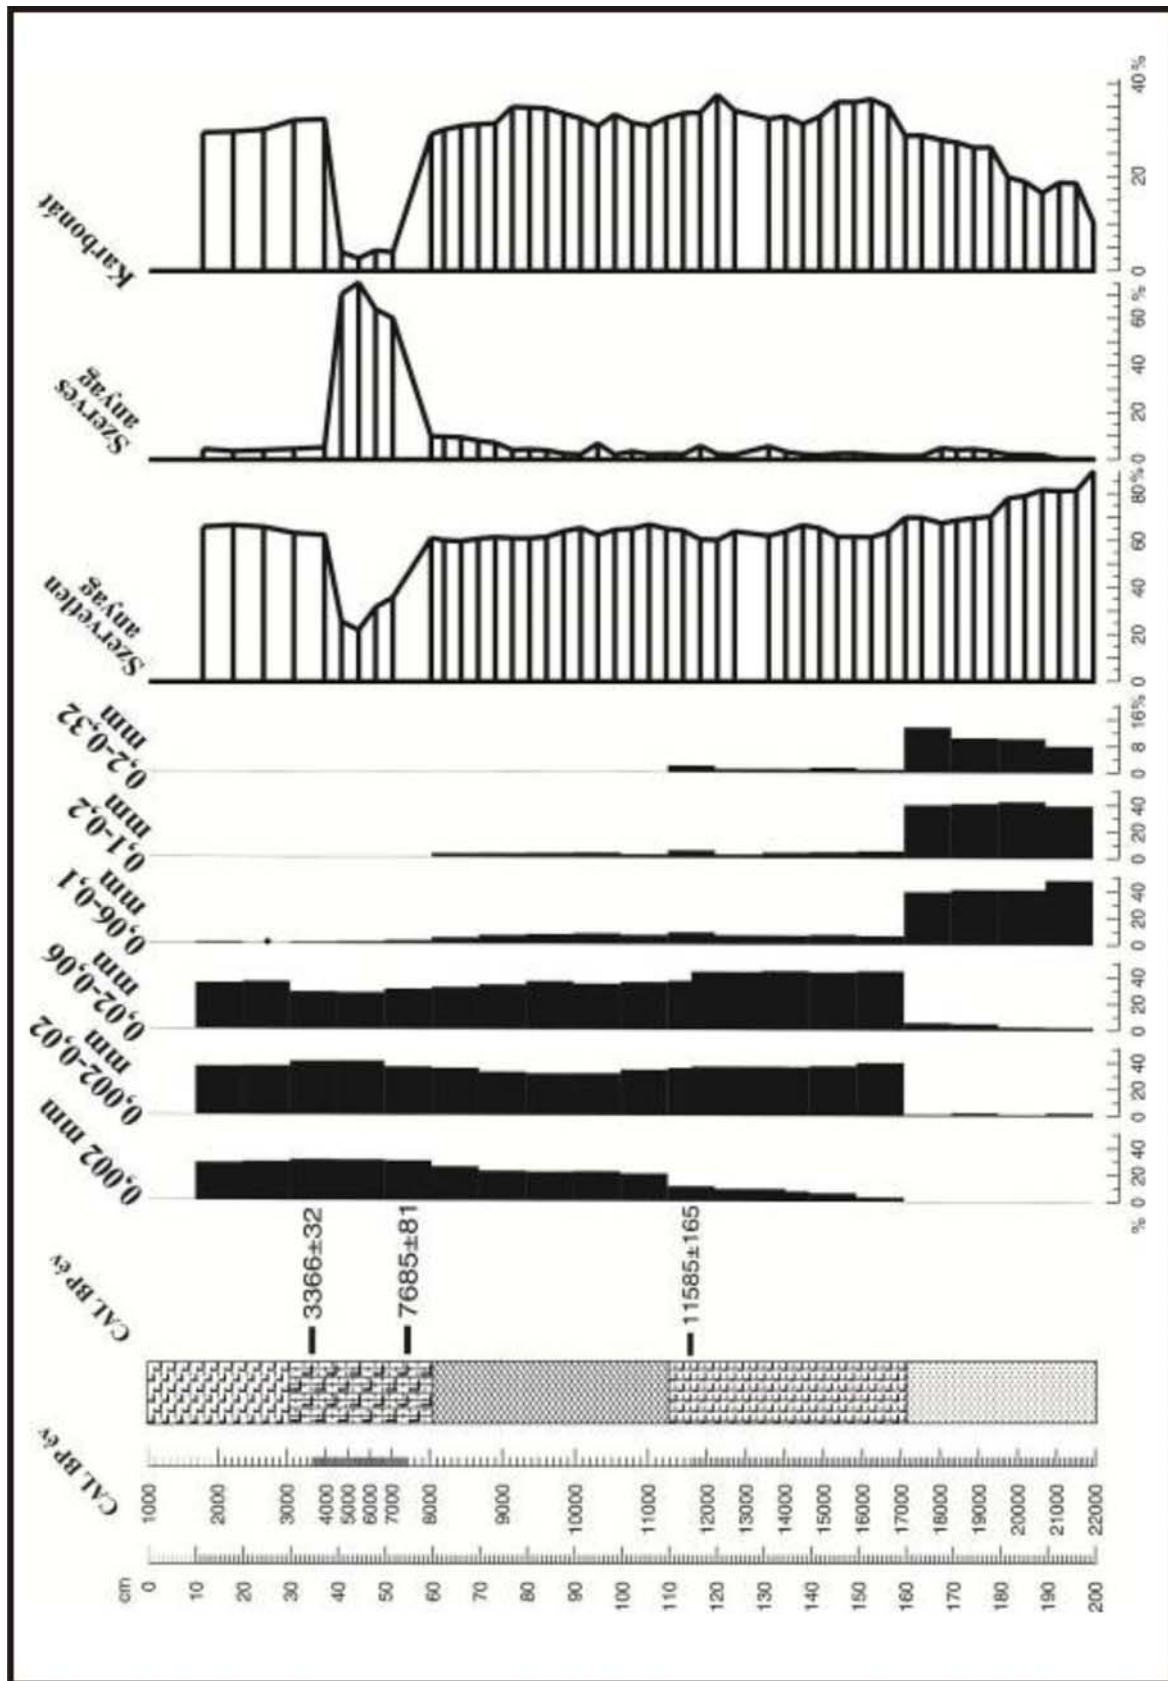 cm
0
10
20
30
40
50
60
70
80
90
100
110
120
130
140
150
160
170
180
190
200
CAL BP év
1000
2000
3000
4000
5000
6000
7000
8000
9000
10000
11000
12000
13000
14000
15000
16000
17000
18000
19000
20000
21000
22000
CAL BP év
3366±32
7685±81
11585±165
0,002 mm
% 0 20 40
0,002-0,02
mm
0 20 40
0,02-0,06
mm
0 20 40
0,06-0,1
mm
0 20 40
0,1-0,2
mm
0 20 40
0,2-0,32
mm
0 8 16%
Szervetlen
anyag
0 20 40 60 80%
Szerves
anyag
0 20 40 60 %
Karbonát
0 20 40%